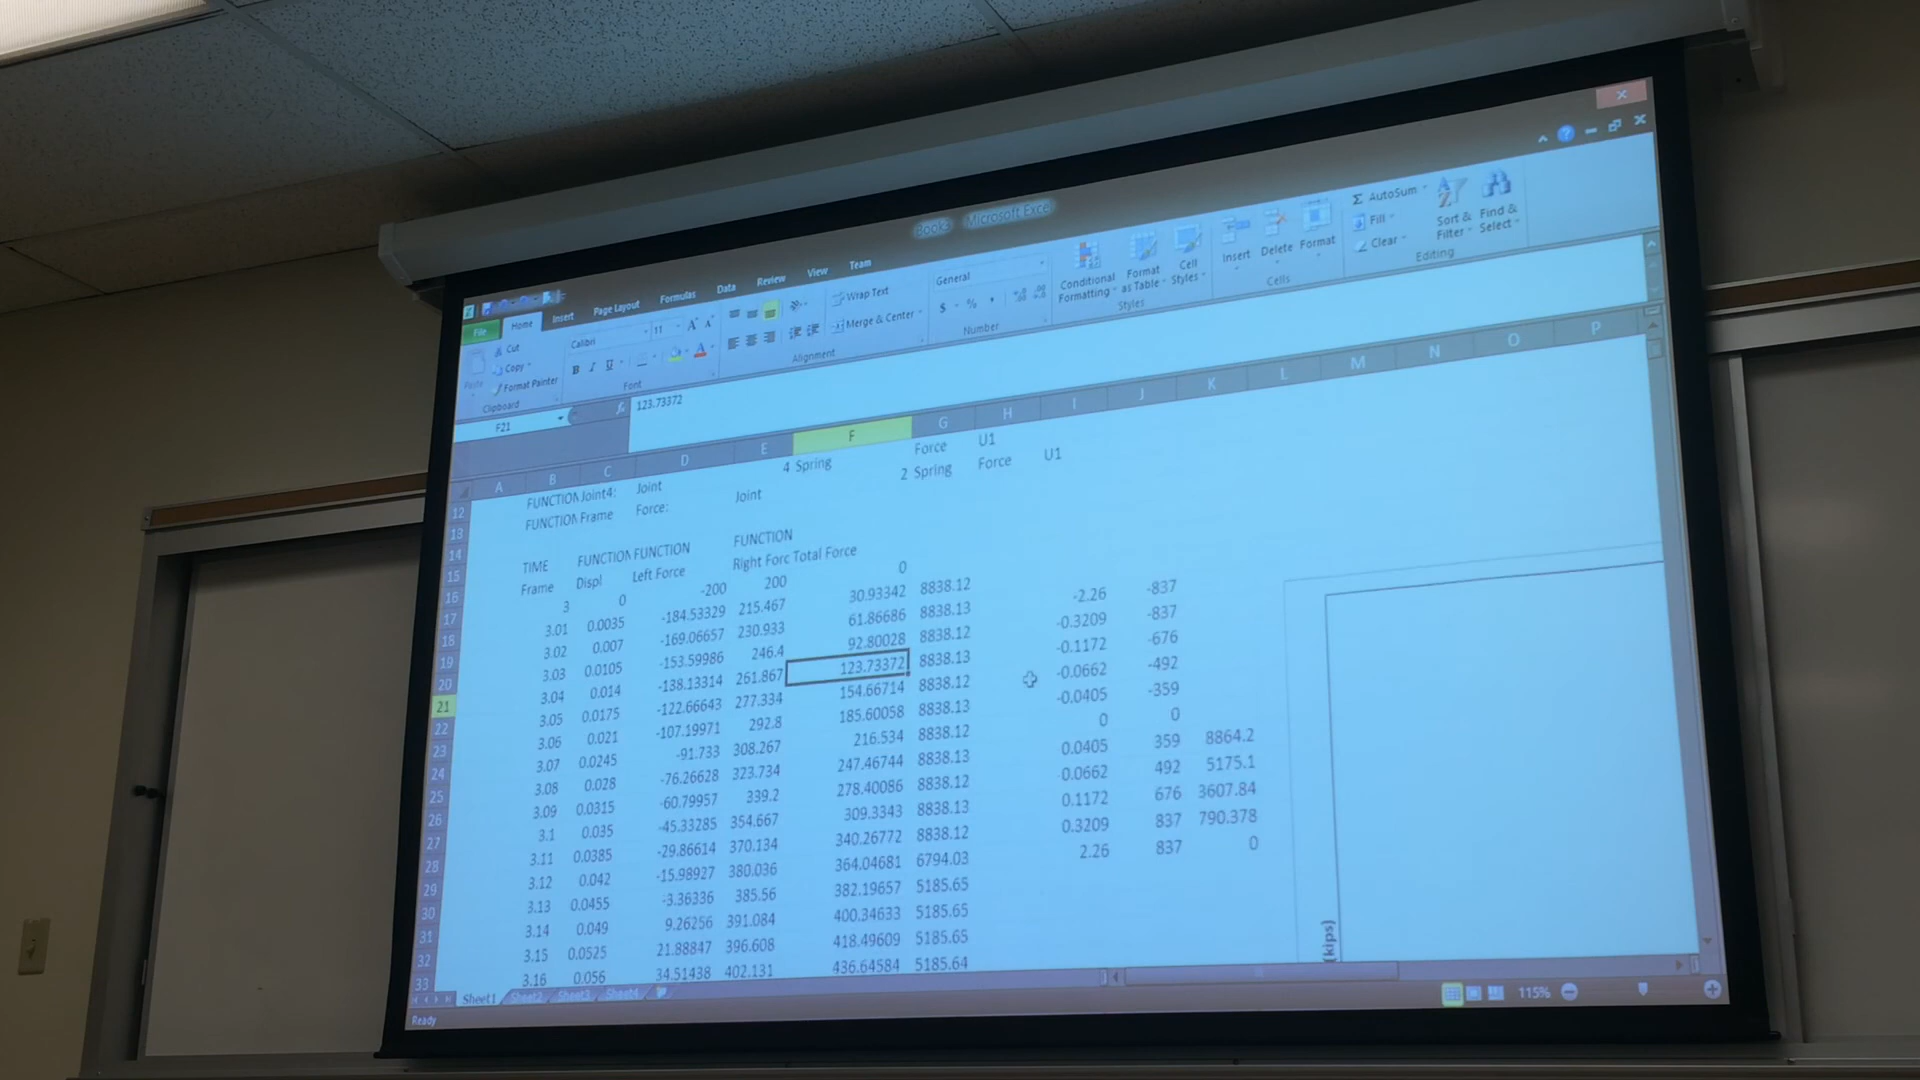 Book3 - Microsoft Excel
File Home Insert Page Layout Formulas Data Review View Team
Paste Cut Copy Format Painter Clipboard
Calibri 11 A A B I U A Font
Wrap Text Merge & Center Alignment
General $ % , Number
Conditional Formatting Format as Table Cell Styles Styles
Insert Delete Format Cells
Σ AutoSum Fill Clear Sort & Filter Find & Select Editing
F21 fx 123.73372
A B C D E F G H I J K L M N O P
12 FUNCTION Joint4: Joint 4 Spring Force U1
13 FUNCTION Frame Force: Joint 2 Spring Force U1
14
15 TIME FUNCTION FUNCTION FUNCTION
16 Frame Displ Left Force Right Forc Total Force
17 3 0 -200 200 0
18 3.01 0.0035 -184.53329 215.467 30.93342 8838.12 -2.26 -837
19 3.02 0.007 -169.06657 230.933 61.86686 8838.13 -0.3209 -837
20 3.03 0.0105 -153.59986 246.4 92.80028 8838.12 -0.1172 -676
21 3.04 0.014 -138.13314 261.867 123.73372 8838.13 -0.0662 -492
22 3.05 0.0175 -122.66643 277.334 154.66714 8838.12 -0.0405 -359
23 3.06 0.021 -107.19971 292.8 185.60058 8838.13 0 0
24 3.07 0.0245 -91.733 308.267 216.534 8838.12 0.0405 359 8864.2
25 3.08 0.028 -76.26628 323.734 247.46744 8838.13 0.0662 492 5175.1
26 3.09 0.0315 -60.79957 339.2 278.40086 8838.12 0.1172 676 3607.84
27 3.1 0.035 -45.33285 354.667 309.3343 8838.13 0.3209 837 790.378
28 3.11 0.0385 -29.86614 370.134 340.26772 8838.12 2.26 837 0
29 3.12 0.042 -15.98927 380.036 364.04681 6794.03
30 3.13 0.0455 -3.36336 385.56 382.19657 5185.65
31 3.14 0.049 9.26256 391.084 400.34633 5185.65
32 3.15 0.0525 21.88847 396.608 418.49609 5185.65
33 3.16 0.056 34.51438 402.131 436.64584 5185.64
(kips)
Sheet1 Sheet2 Sheet3 Sheet4
Ready 115%